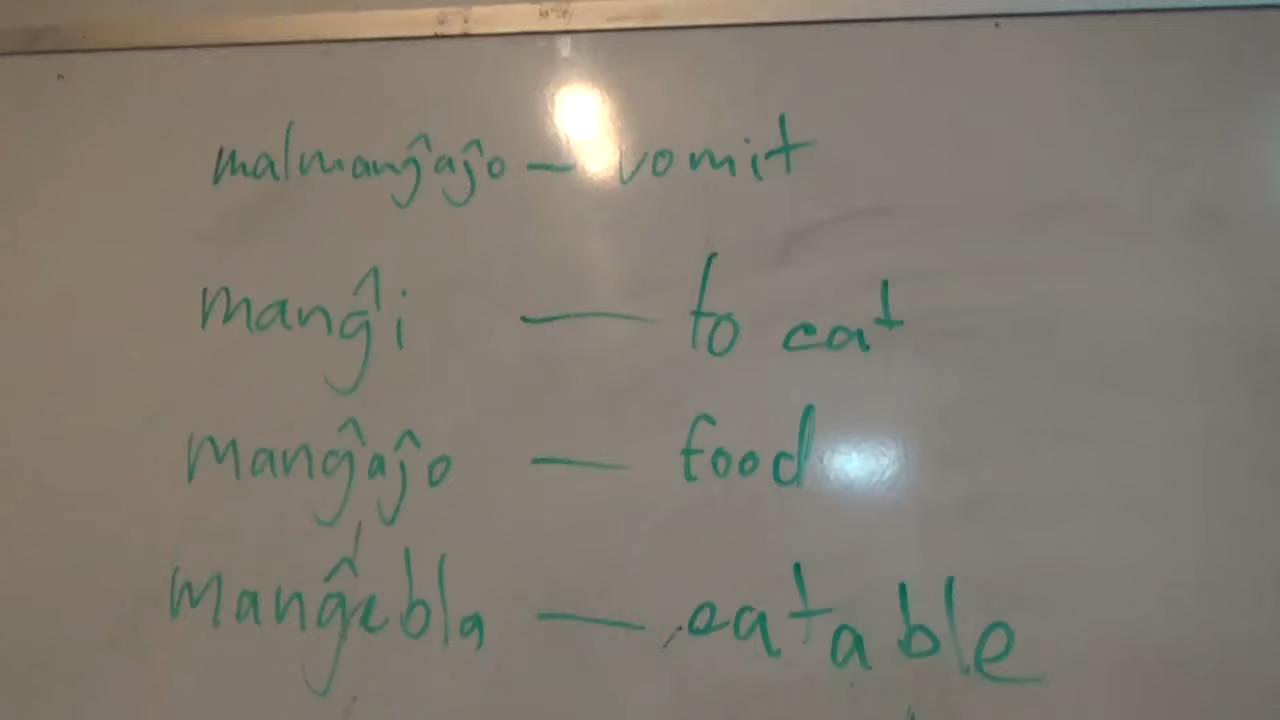 malmanĝaĵo — vomit
manĝi — to eat
manĝaĵo — food
manĝebla — eatable